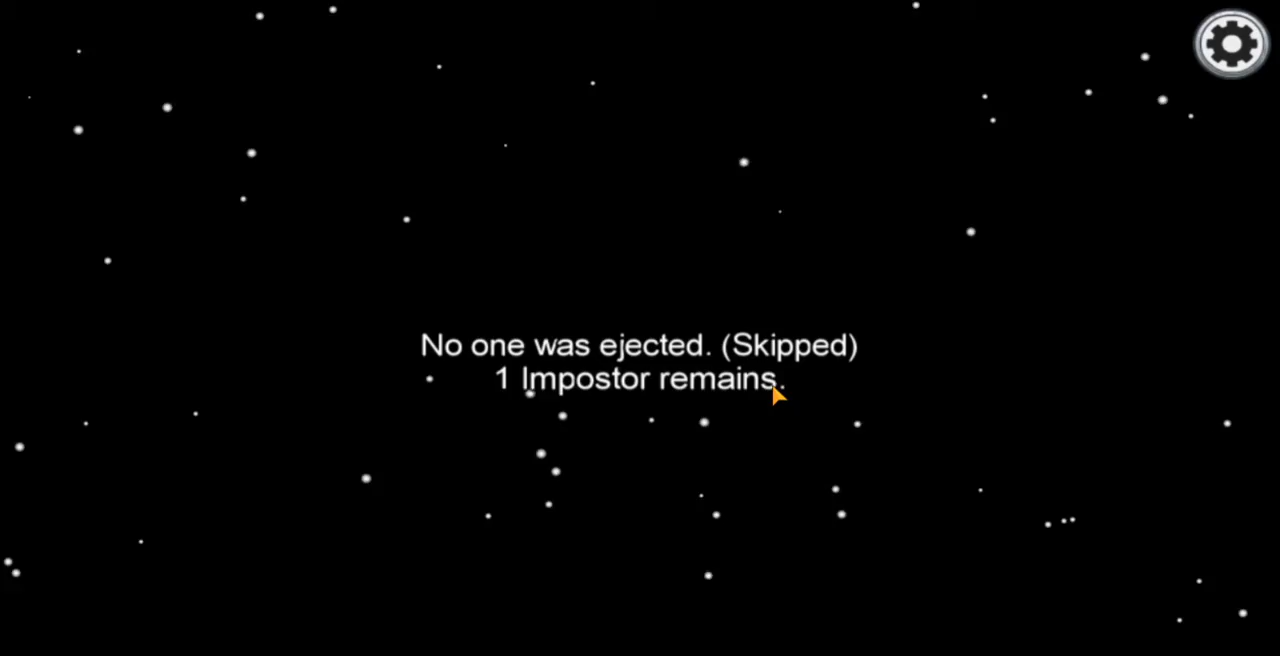 No one was ejected. (Skipped)
1 Impostor remains.